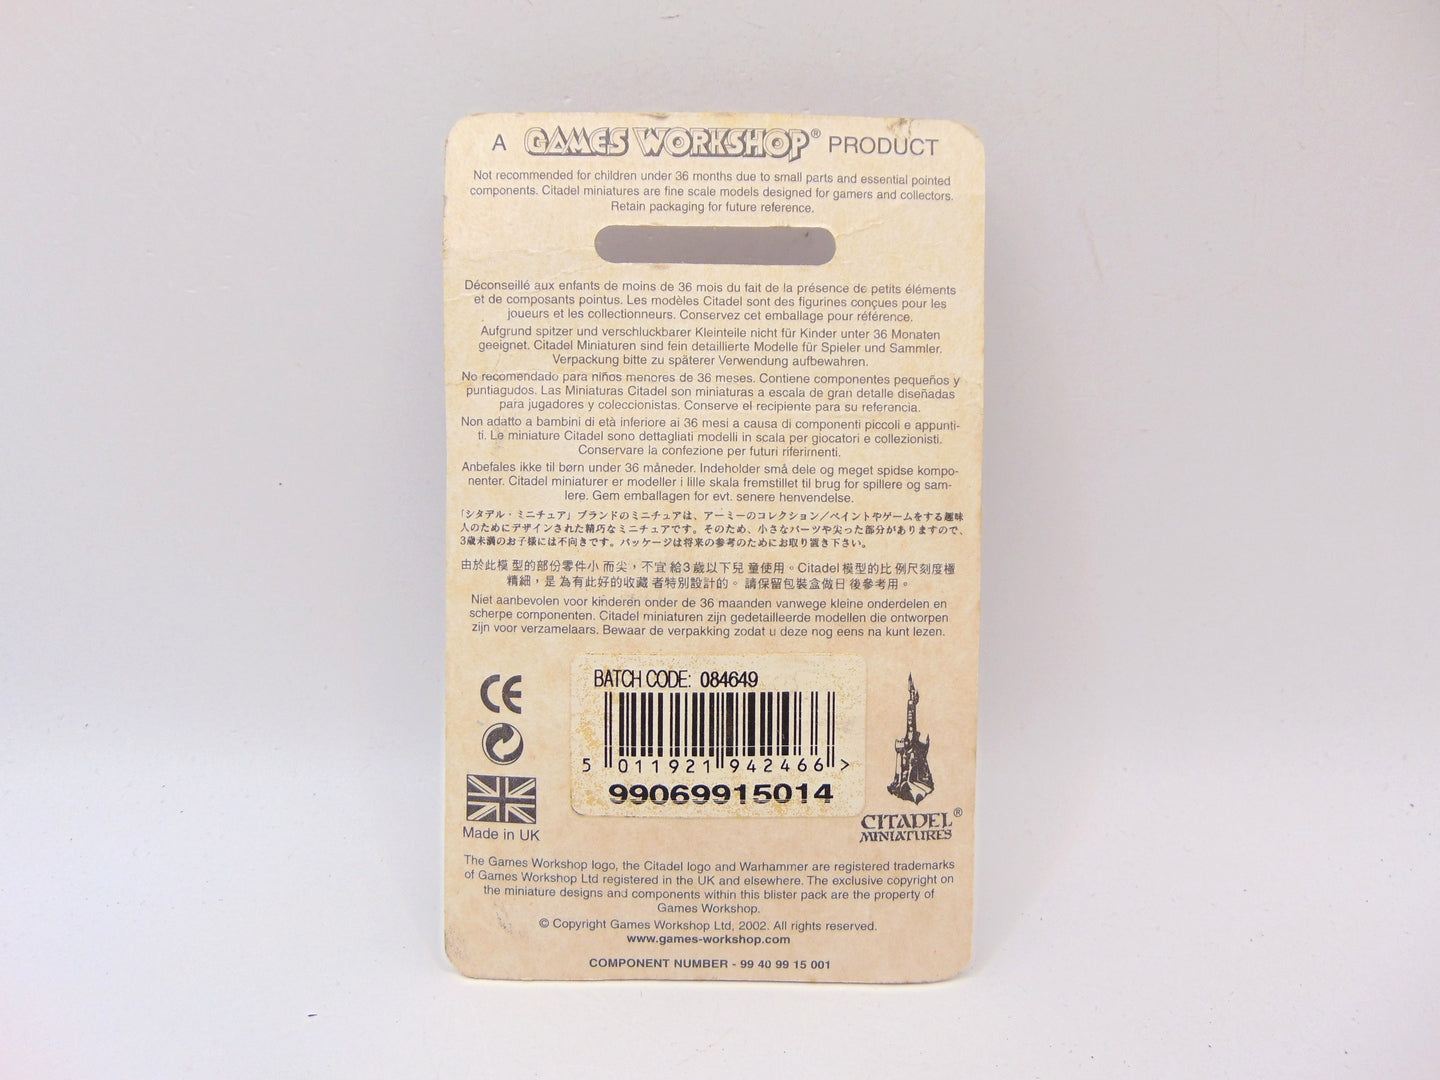 A GAMES WORKSHOP® PRODUCT
Not recommended for children under 36 months due to small parts and essential pointed
components. Citadel miniatures are fine scale models designed for gamers and collectors.
Retain packaging for future reference.
Déconseillé aux enfants de moins de 36 mois du fait de la présence de petits éléments
et de composants pointus. Les modèles Citadel sont des figurines conçues pour les
joueurs et les collectionneurs. Conservez cet emballage pour référence.
Aufgrund spitzer und verschluckbarer Kleinteile nicht für Kinder unter 36 Monaten
geeignet. Citadel Miniaturen sind fein detaillierte Modelle für Spieler und Sammler.
Verpackung bitte zu späterer Verwendung aufbewahren.
No recomendado para niños menores de 36 meses. Contiene componentes pequeños y
puntiagudos. Las Miniaturas Citadel son miniaturas a escala de gran detalle diseñadas
para jugadores y coleccionistas. Conserve el recipiente para su referencia.
Non adatto a bambini di età inferiore ai 36 mesi a causa di componenti piccoli e appunti-
ti. Le miniature Citadel sono dettagliati modelli in scala per giocatori e collezionisti.
Conservare la confezione per futuri riferimenti.
Anbefales ikke til børn under 36 måneder. Indeholder små dele og meget spidse kompo-
nenter. Citadel miniaturer er modeller i lille skala fremstillet til brug for spillere og sam-
lere. Gem emballagen for evt. senere henvendelse.
「シタデル・ミニチュア」ブランドのミニチュアは、アーミーのコレクション／ペイントやゲームをする趣味
人のためにデザインされた精巧なミニチュアです。そのため、小さなパーツや尖った部分がありますので、
3歳未満のお子様には不向きです。パッケージは将来の参考のためにお取り置き下さい。
由於此模型的部份零件小而尖，不宜給3歲以下兒童使用。Citadel模型的比例尺刻度極
精細，是為有此好的收藏者特別設計的。請保留包裝盒做日後參考用。
Niet aanbevolen voor kinderen onder de 36 maanden vanwege kleine onderdelen en
scherpe componenten. Citadel miniaturen zijn gedetailleerde modellen die ontworpen
zijn voor verzamelaars. Bewaar de verpakking zodat u deze nog eens na kunt lezen.
BATCH CODE: 084649
5 011921 942466 >
99069915014
CE
Made in UK
CITADEL®
MINIATURES
The Games Workshop logo, the Citadel logo and Warhammer are registered trademarks
of Games Workshop Ltd registered in the UK and elsewhere. The exclusive copyright on
the miniature designs and components within this blister pack are the property of
Games Workshop.
© Copyright Games Workshop Ltd, 2002. All rights reserved.
www.games-workshop.com
COMPONENT NUMBER - 99 40 99 15 001